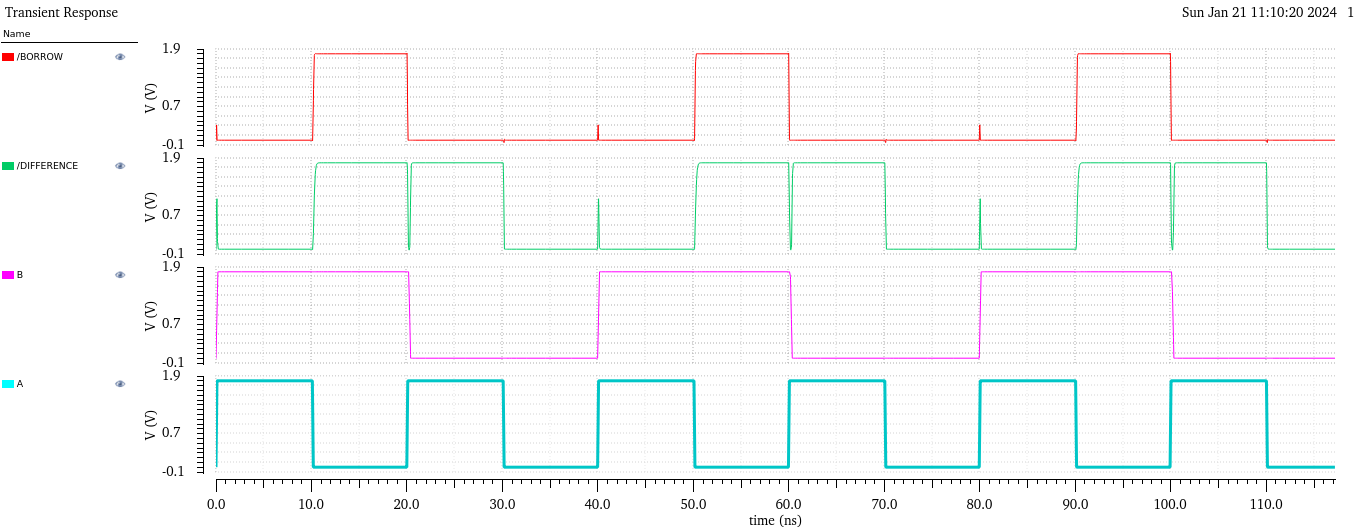 Transient Response
Sun Jan 21 11:10:20 2024 1
Name
/BORROW
1.9
0.7
-0.1
V (V)
/DIFFERENCE
1.9
0.7
-0.1
V (V)
B
1.9
0.7
-0.1
V (V)
A
1.9
0.7
-0.1
V (V)
0.0 10.0 20.0 30.0 40.0 50.0 60.0 70.0 80.0 90.0 100.0 110.0
time (ns)